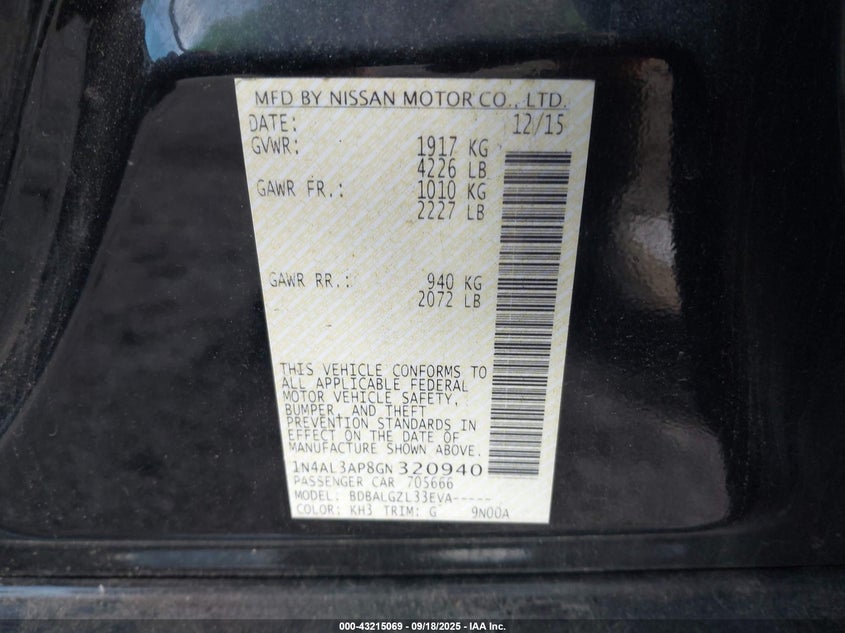 MFD BY NISSAN MOTOR CO., LTD.
DATE: 12/15
GVWR: 1917 KG
4226 LB
GAWR FR.: 1010 KG
2227 LB
GAWR RR.: 940 KG
2072 LB
THIS VEHICLE CONFORMS TO
ALL APPLICABLE FEDERAL
MOTOR VEHICLE SAFETY,
BUMPER, AND THEFT
PREVENTION STANDARDS IN
EFFECT ON THE DATE OF
MANUFACTURE SHOWN ABOVE.
1N4AL3AP8GN320940
PASSENGER CAR 705666
MODEL: BDBALGZL33EVA-----
COLOR: KH3 TRIM: G 9N00A
000-43215069 - 09/18/2025 - IAA Inc.